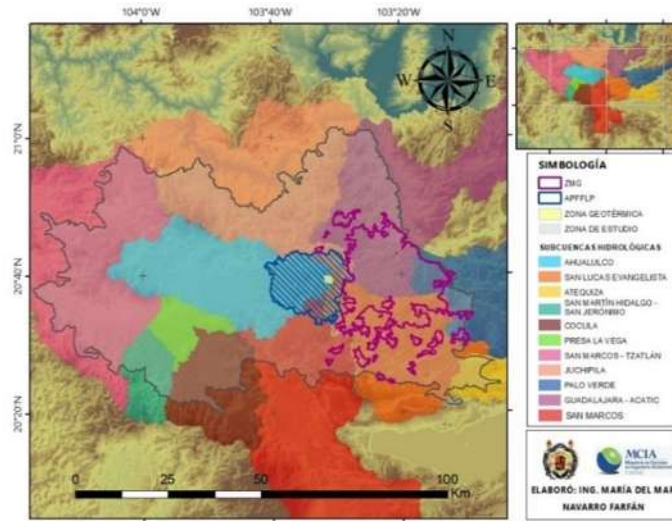 104°0'W
103°40'W
103°20'W
N
W
E
S
21°0'N
20°40'N
20°20'N
0
25
50
100
Km
SIMBOLOGÍA
ZMG
APFFLP
ZONA GEOTÉRMICA
ZONA DE ESTUDIO
SUBCUENCAS HIDROLÓGICAS
AHUALULCO
SAN LUCAS EVANGELISTA
ATEQUIZA
SAN MARTÍN HIDALGO -
SAN JERÓNIMO
COCULA
PRESA LA VEGA
SAN MARCOS - TZATLÁN
JUCHIPILA
PALO VERDE
GUADALAJARA - ACATIC
SAN MARCOS
MCIA
ELABORÓ: ING. MARÍA DEL MAR
NAVARRO FARFÁN